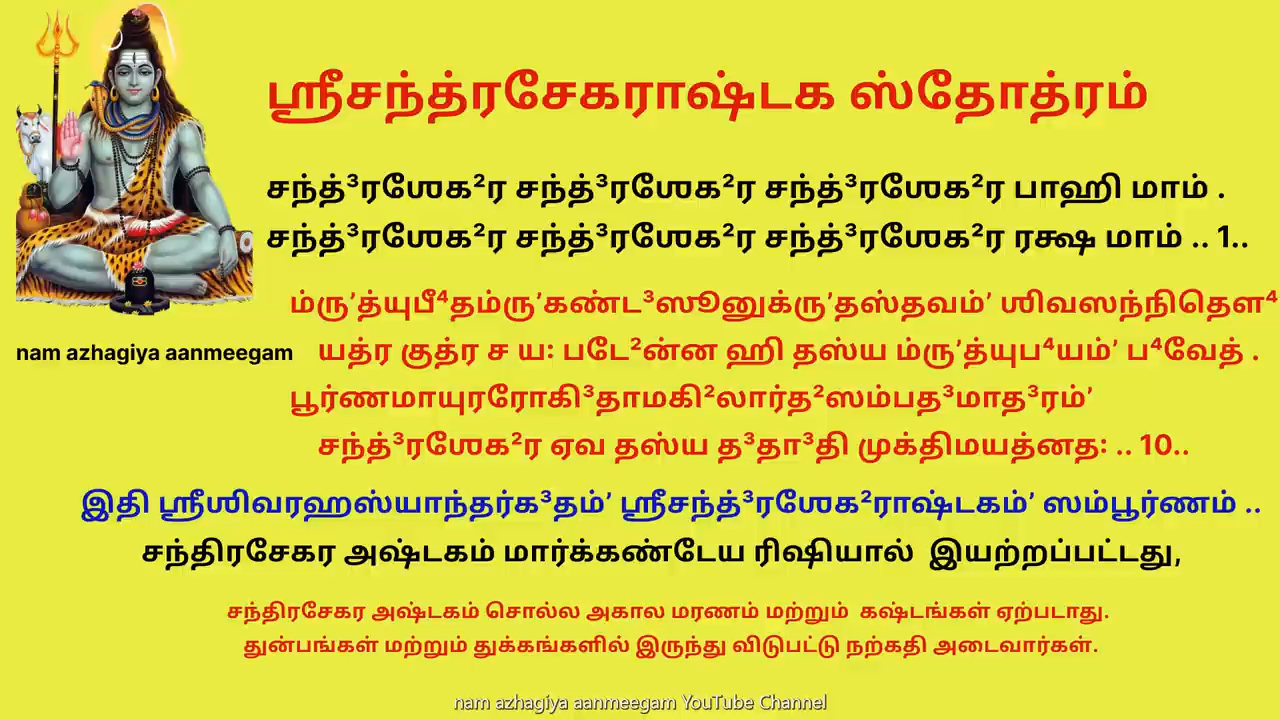 ஸ்ரீசந்த்ரசேகராஷ்டக ஸ்தோத்ரம்
சந்த்³ரஶேக²ர சந்த்³ரஶேக²ர சந்த்³ரஶேக²ர பாஹி மாம் .
சந்த்³ரஶேக²ர சந்த்³ரஶேக²ர சந்த்³ரஶேக²ர ரக்ஷ மாம் .. 1..
ம்ரு’த்யுபீ⁴தம்ரு’கண்ட³ஸூனுக்ரு’தஸ்தவம்’ ஶிவஸந்நிதௌ⁴
யத்ர குத்ர ச ய꞉ படே²ன்ன ஹி தஸ்ய ம்ரு’த்யுப⁴யம்’ ப⁴வேத் .
பூர்ணமாயுரரோகி³தாமகி²லார்த²ஸம்பத³மாத³ரம்’
சந்த்³ரஶேக²ர ஏவ தஸ்ய த³தா³தி முக்திமயத்னத꞉ .. 10..
இதி ஸ்ரீஶிவரஹஸ்யாந்தர்க³தம்’ ஸ்ரீசந்த்³ரஶேக²ராஷ்டகம்’ ஸம்பூர்ணம் ..
சந்திரசேகர அஷ்டகம் மார்க்கண்டேய ரிஷியால் இயற்றப்பட்டது,
சந்திரசேகர அஷ்டகம் சொல்ல அகால மரணம் மற்றும் கஷ்டங்கள் ஏற்படாது.
துன்பங்கள் மற்றும் துக்கங்களில் இருந்து விடுபட்டு நற்கதி அடைவார்கள்.
nam azhagiya aanmeegam
nam azhagiya aanmeegam YouTube Channel